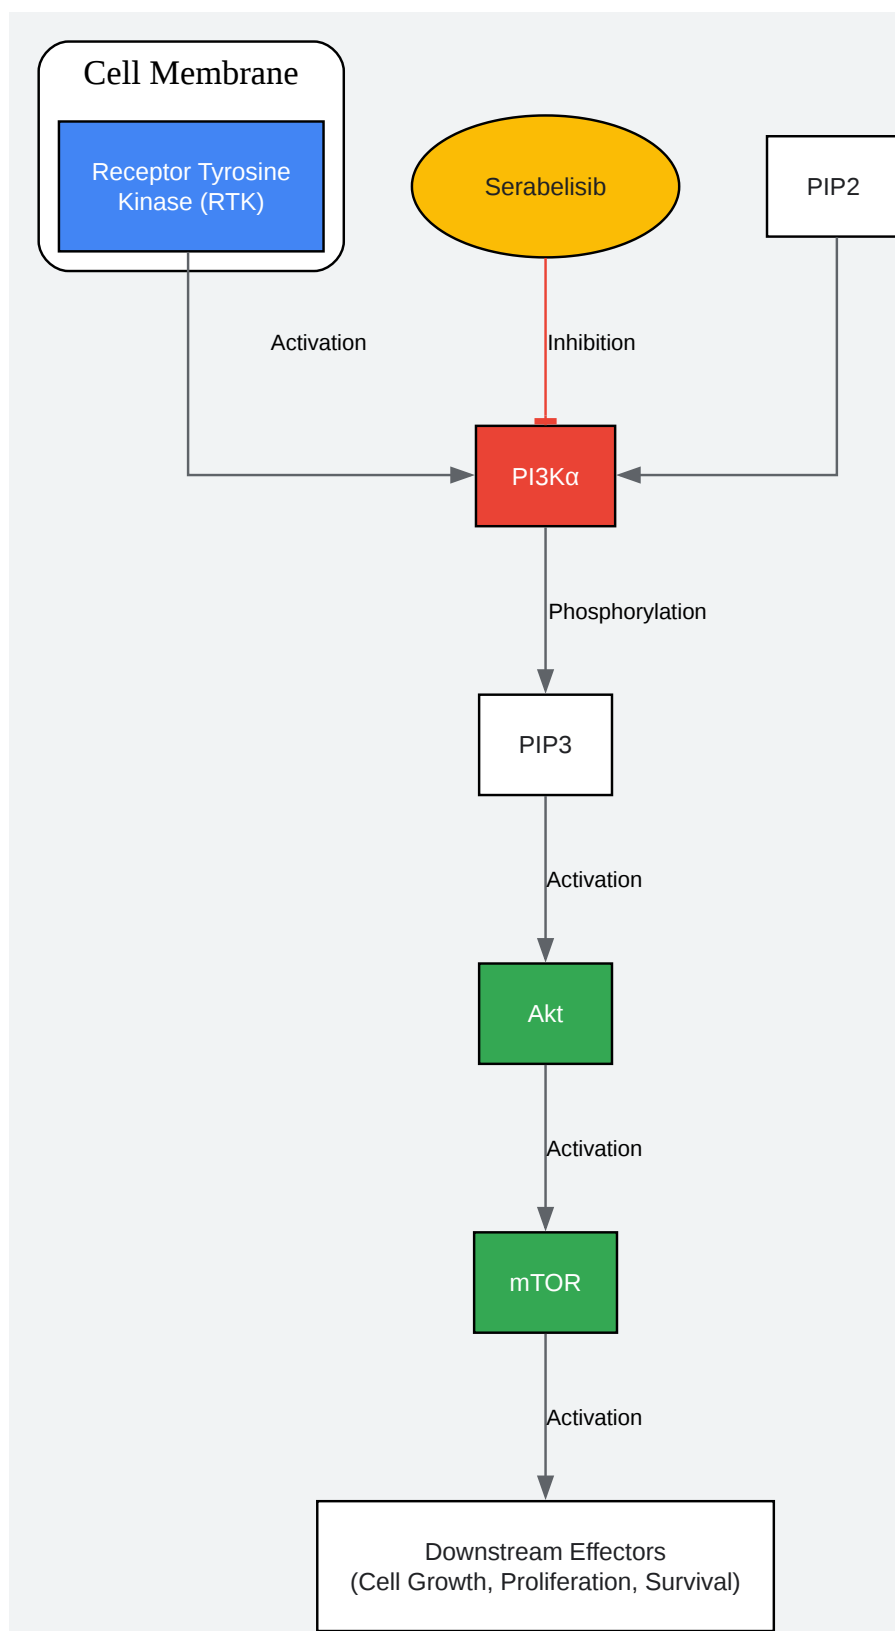 Cell Membrane
Receptor Tyrosine
Kinase (RTK)
Serabelisib
PIP2
Activation
Inhibition
PI3Kα
Phosphorylation
PIP3
Activation
Akt
Activation
mTOR
Activation
Downstream Effectors
(Cell Growth, Proliferation, Survival)